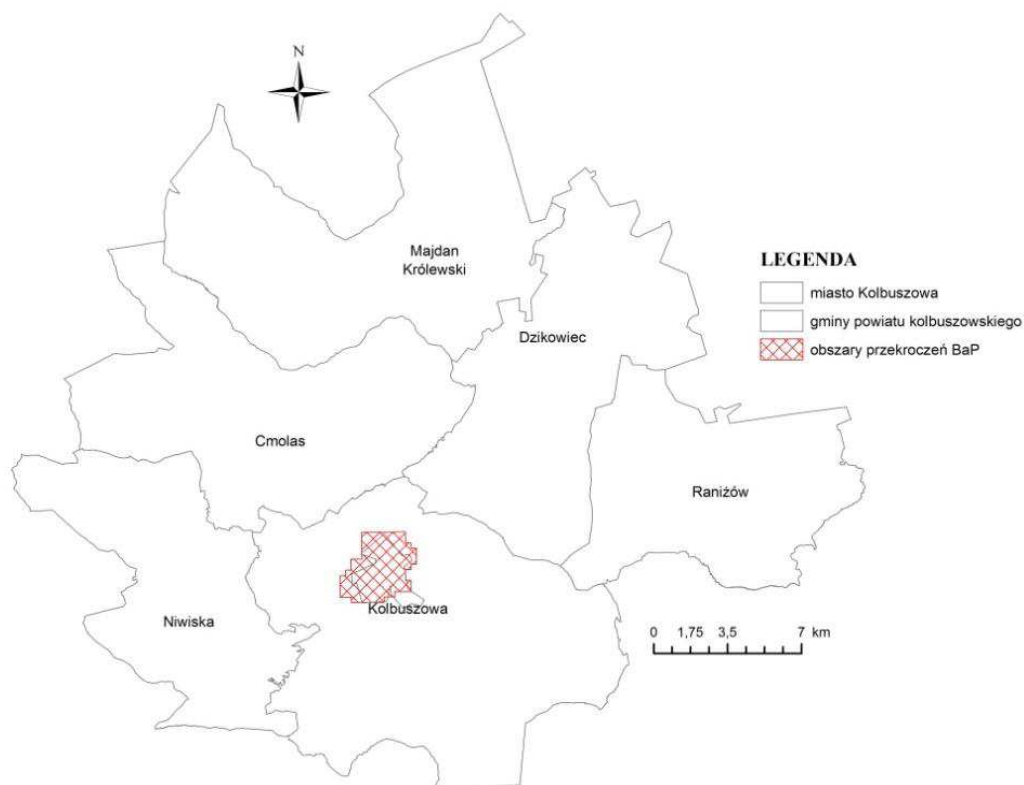 N
Majdan
Królewski
LEGENDA
miasto Kolbuszowa
gminy powiatu kolbuszowskiego
obszary przekroczeń BaP
Dzikowiec
Cmolas
Raniżów
Kolbuszowa
Niwiska
0 1,75 3,5 7 km